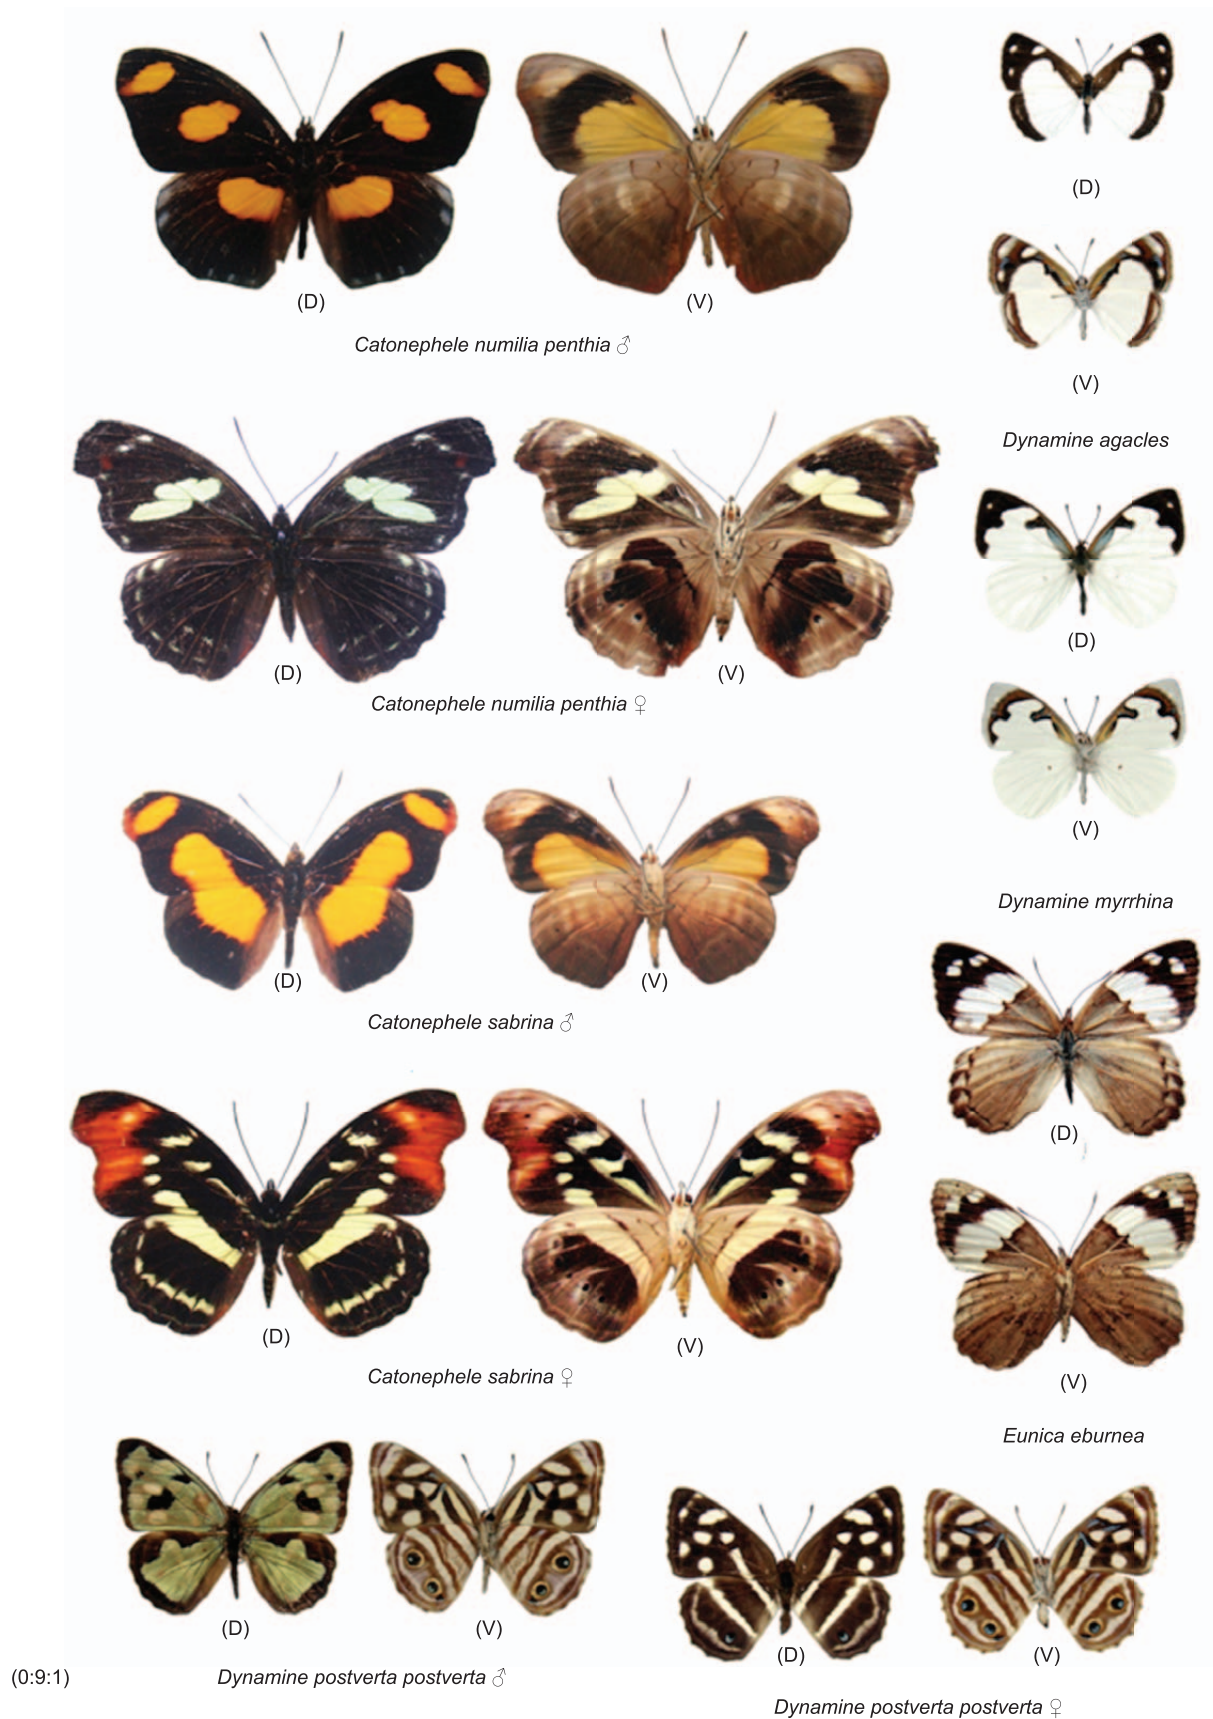 (D)
(V)
Catonephele numilia penthia ♂
(D)
(V)
Dynamine agacles
(D)
(V)
Catonephele numilia penthia ♀
(D)
(V)
Dynamine myrrhina
(D)
(V)
Catonephele sabrina ♂
(D)
(V)
Eunica eburnea
(D)
(V)
Catonephele sabrina ♀
(D)
(V)
Dynamine postverta postverta ♂
(D)
(V)
Dynamine postverta postverta ♀
(0:9:1)